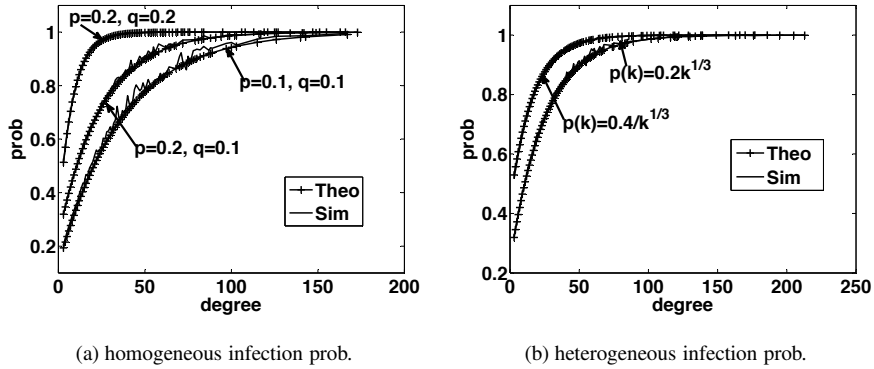 1
0.8
0.6
0.4
0.2
prob
0
50
100
150
200
degree
p=0.2, q=0.2
p=0.1, q=0.1
p=0.2, q=0.1
Theo
Sim
(a) homogeneous infection prob.
1
0.8
0.6
0.4
0.2
prob
0
50
100
150
200
250
degree
p(k)=0.2k^{1/3}
p(k)=0.4/k^{1/3}
Theo
Sim
(b) heterogeneous infection prob.